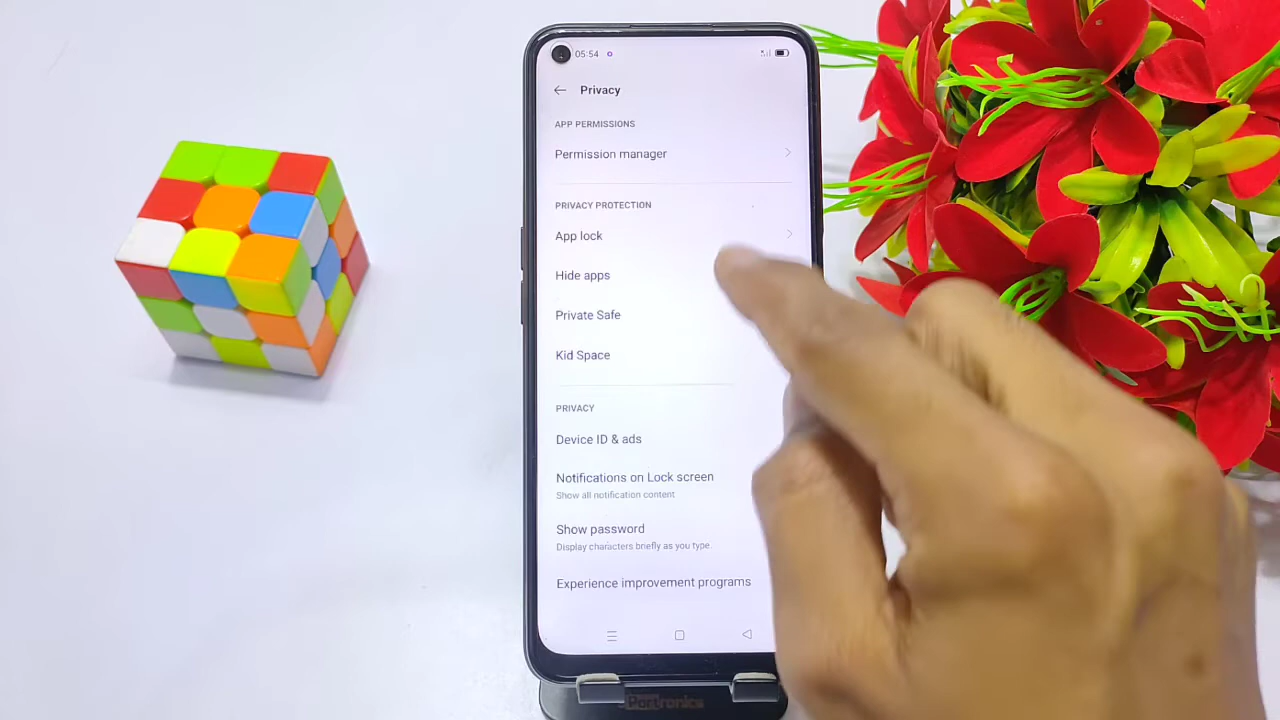 05:54
Privacy
APP PERMISSIONS
Permission manager
PRIVACY PROTECTION
App lock
Hide apps
Private Safe
Kid Space
PRIVACY
Device ID & ads
Notifications on Lock screen
Show all notification content
Show password
Display characters briefly as you type.
Experience improvement programs
Portronics